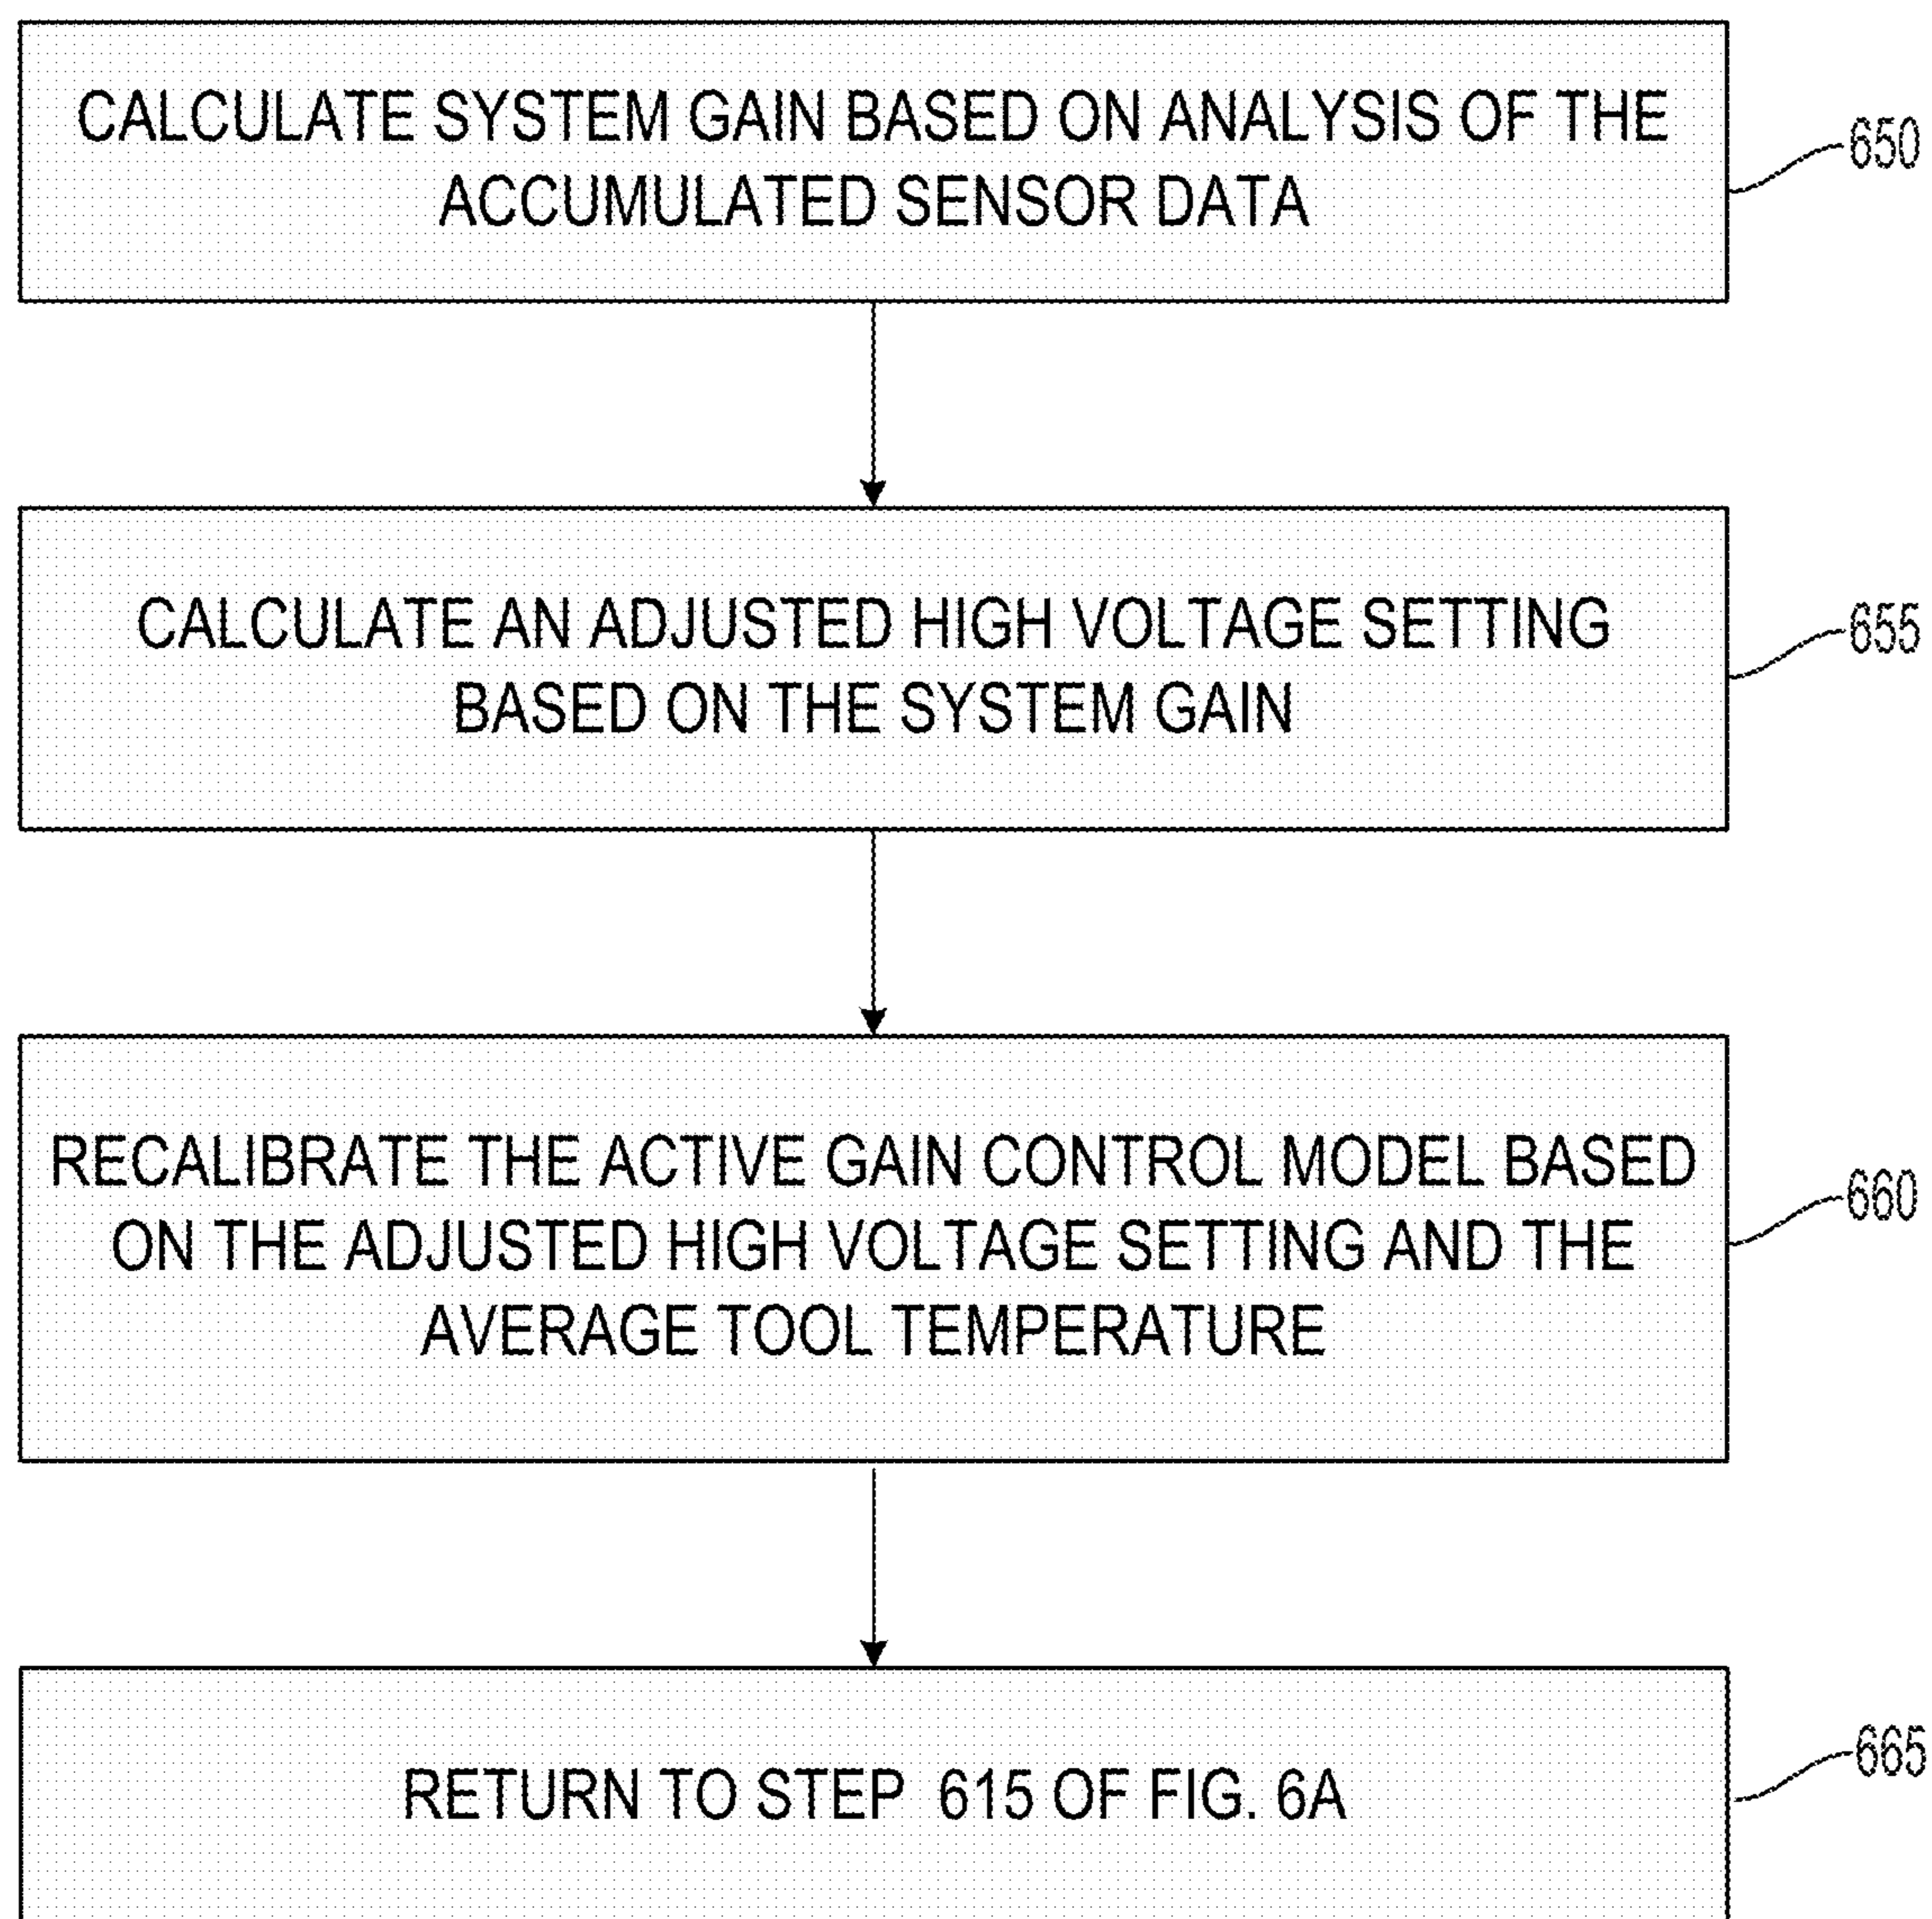 CALCULATE SYSTEM GAIN BASED ON ANALYSIS OF THE
ACCUMULATED SENSOR DATA
650
CALCULATE AN ADJUSTED HIGH VOLTAGE SETTING
BASED ON THE SYSTEM GAIN
655
RECALIBRATE THE ACTIVE GAIN CONTROL MODEL BASED
ON THE ADJUSTED HIGH VOLTAGE SETTING AND THE
AVERAGE TOOL TEMPERATURE
660
RETURN TO STEP 615 OF FIG. 6A
665